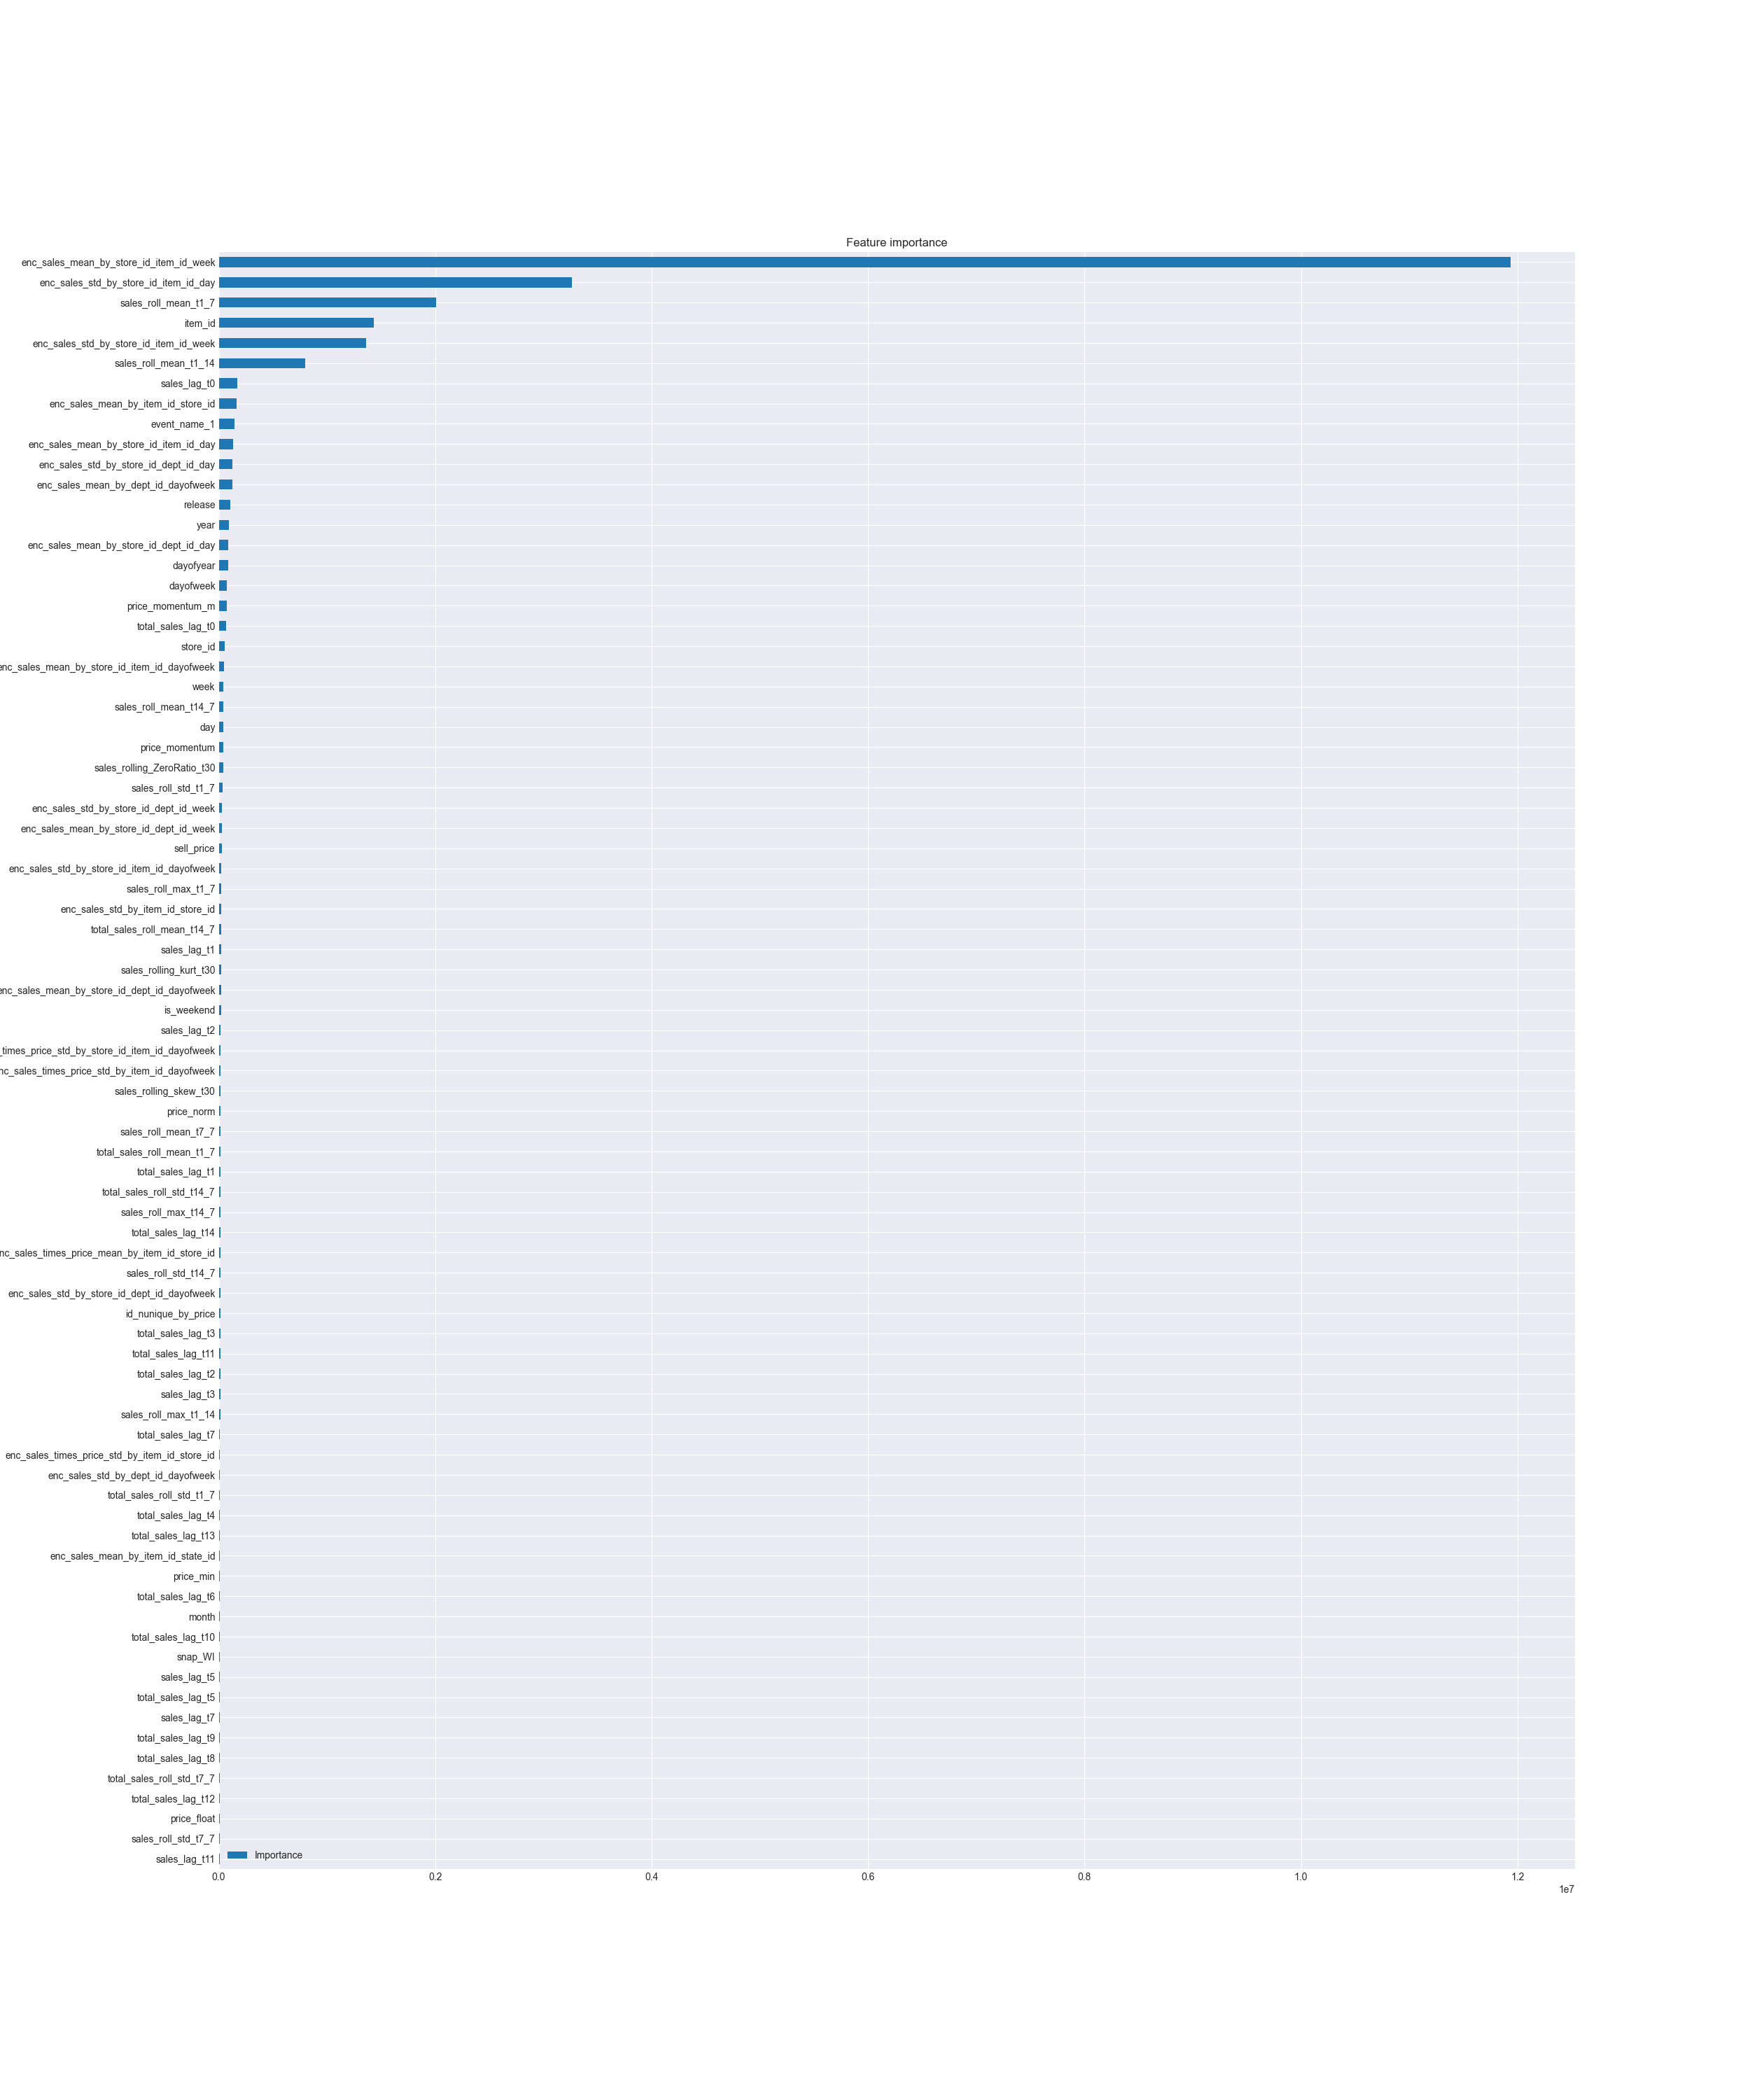 Feature importance
enc_sales_mean_by_store_id_item_id_week
enc_sales_std_by_store_id_item_id_day
sales_roll_mean_t1_7
item_id
enc_sales_std_by_store_id_item_id_week
sales_roll_mean_t1_14
sales_lag_t0
enc_sales_mean_by_item_id_store_id
event_name_1
enc_sales_mean_by_store_id_item_id_day
enc_sales_std_by_store_id_dept_id_day
enc_sales_mean_by_dept_id_dayofweek
release
year
enc_sales_mean_by_store_id_dept_id_day
dayofyear
dayofweek
price_momentum_m
total_sales_lag_t0
store_id
enc_sales_mean_by_store_id_item_id_dayofweek
week
sales_roll_mean_t14_7
day
price_momentum
sales_rolling_ZeroRatio_t30
sales_roll_std_t1_7
enc_sales_std_by_store_id_dept_id_week
enc_sales_mean_by_store_id_dept_id_week
sell_price
enc_sales_std_by_store_id_item_id_dayofweek
sales_roll_max_t1_7
enc_sales_std_by_item_id_store_id
total_sales_roll_mean_t14_7
sales_lag_t1
sales_rolling_kurt_t30
enc_sales_mean_by_store_id_dept_id_dayofweek
is_weekend
sales_lag_t2
_times_price_std_by_store_id_item_id_dayofweek
nc_sales_times_price_std_by_item_id_dayofweek
sales_rolling_skew_t30
price_norm
sales_roll_mean_t7_7
total_sales_roll_mean_t1_7
total_sales_lag_t1
total_sales_roll_std_t14_7
sales_roll_max_t14_7
total_sales_lag_t14
nc_sales_times_price_mean_by_item_id_store_id
sales_roll_std_t14_7
enc_sales_std_by_store_id_dept_id_dayofweek
id_nunique_by_price
total_sales_lag_t3
total_sales_lag_t11
total_sales_lag_t2
sales_lag_t3
sales_roll_max_t1_14
total_sales_lag_t7
enc_sales_times_price_std_by_item_id_store_id
enc_sales_std_by_dept_id_dayofweek
total_sales_roll_std_t1_7
total_sales_lag_t4
total_sales_lag_t13
enc_sales_mean_by_item_id_state_id
price_min
total_sales_lag_t6
month
total_sales_lag_t10
snap_WI
sales_lag_t5
total_sales_lag_t5
sales_lag_t7
total_sales_lag_t9
total_sales_lag_t8
total_sales_roll_std_t7_7
total_sales_lag_t12
price_float
sales_roll_std_t7_7
sales_lag_t11
Importance
0.0 0.2 0.4 0.6 0.8 1.0 1.2
1e7